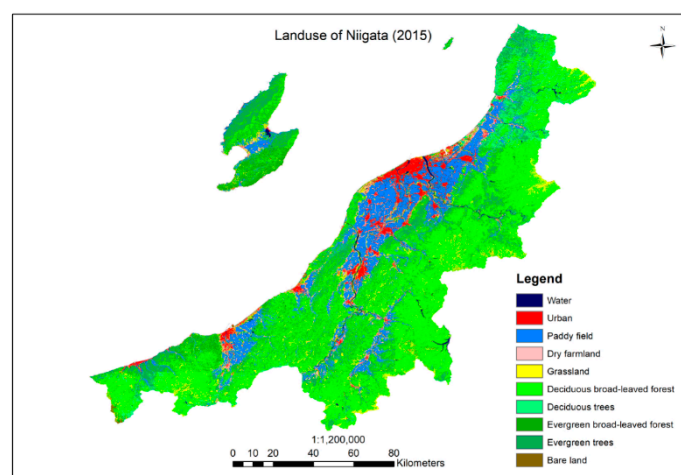 Landuse of Niigata (2015)
N
Legend
Water
Urban
Paddy field
Dry farmland
Grassland
Deciduous broad-leaved forest
Deciduous trees
Evergreen broad-leaved forest
Evergreen trees
Bare land
1:1,200,000
0 10 20 40 60 80
Kilometers